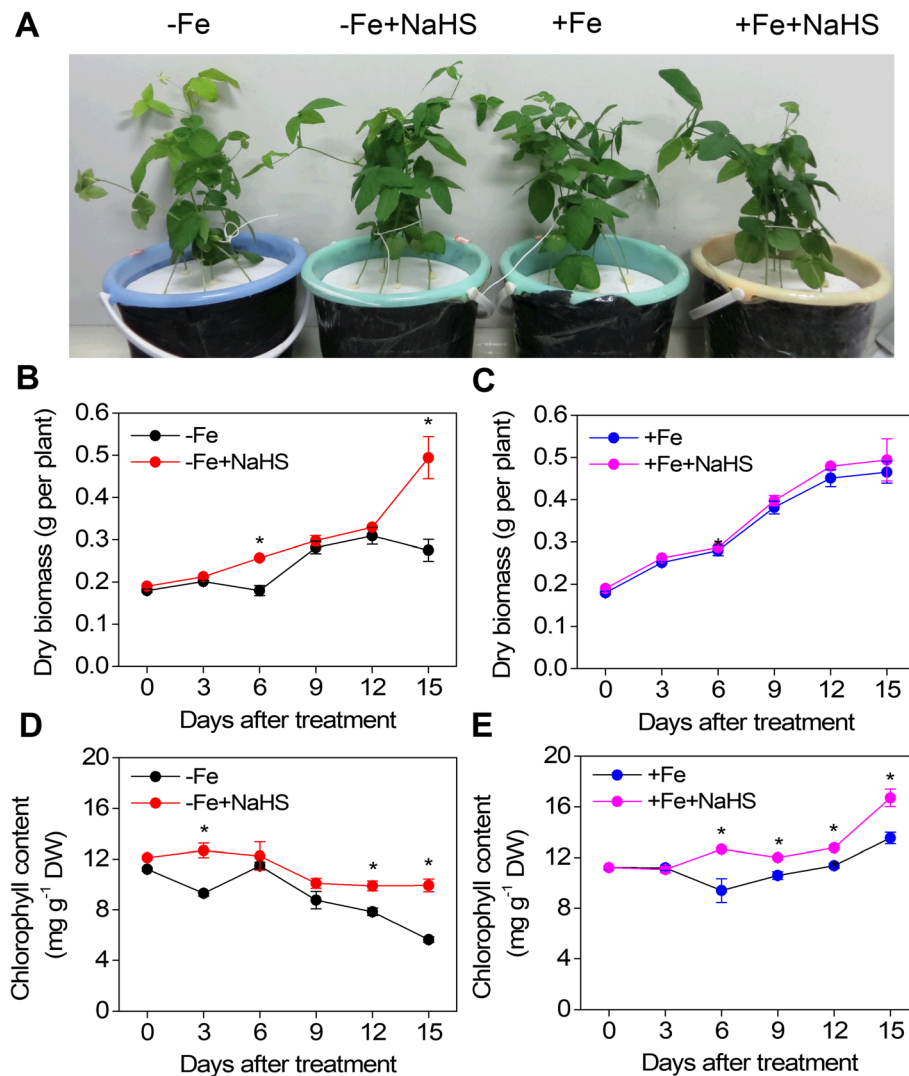 A
-Fe
-Fe+NaHS
+Fe
+Fe+NaHS
B
Dry biomass (g per plant)
0.6
0.5
0.4
0.3
0.2
0.1
0.0
-Fe
-Fe+NaHS
*
*
0 3 6 9 12 15
Days after treatment
C
Dry biomass (g per plant)
0.6
0.5
0.4
0.3
0.2
0.1
0.0
+Fe
+Fe+NaHS
*
0 3 6 9 12 15
Days after treatment
D
Chlorophyll content
(mg g⁻¹ DW)
20
16
12
8
4
0
-Fe
-Fe+NaHS
*
*
*
0 3 6 9 12 15
Days after treatment
E
Chlorophyll content
(mg g⁻¹ DW)
20
16
12
8
4
0
+Fe
+Fe+NaHS
*
*
*
*
0 3 6 9 12 15
Days after treatment